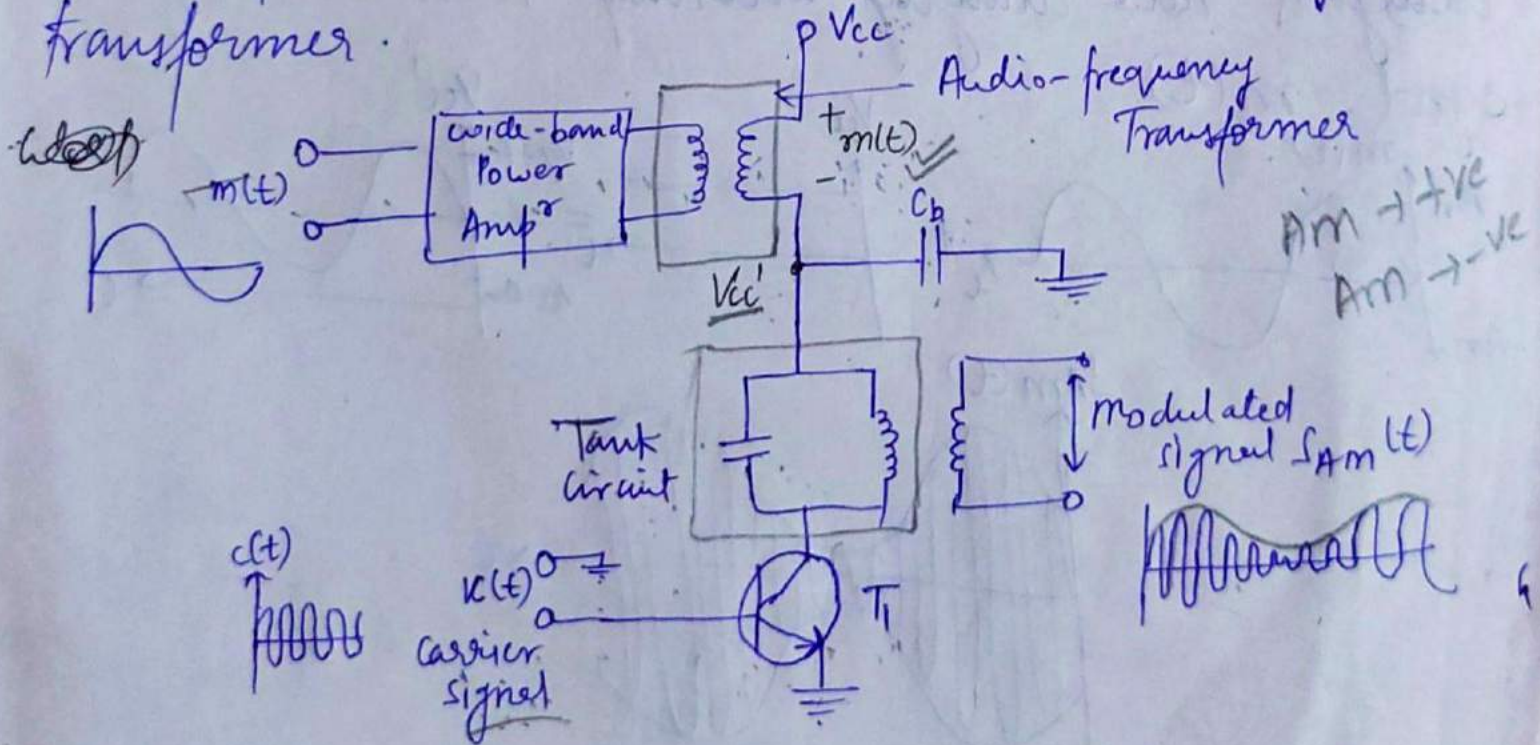 transformer.
Vcc
Audio-frequency
Transformer
wide-band
Power
Ampr
m(t)
+
m(t)
-
Cb
Am → +ve
Am → -ve
Vcc'
Tank
circuit
Modulated
signal SAM(t)
c(t)
c(t)
carrier
signal
T1